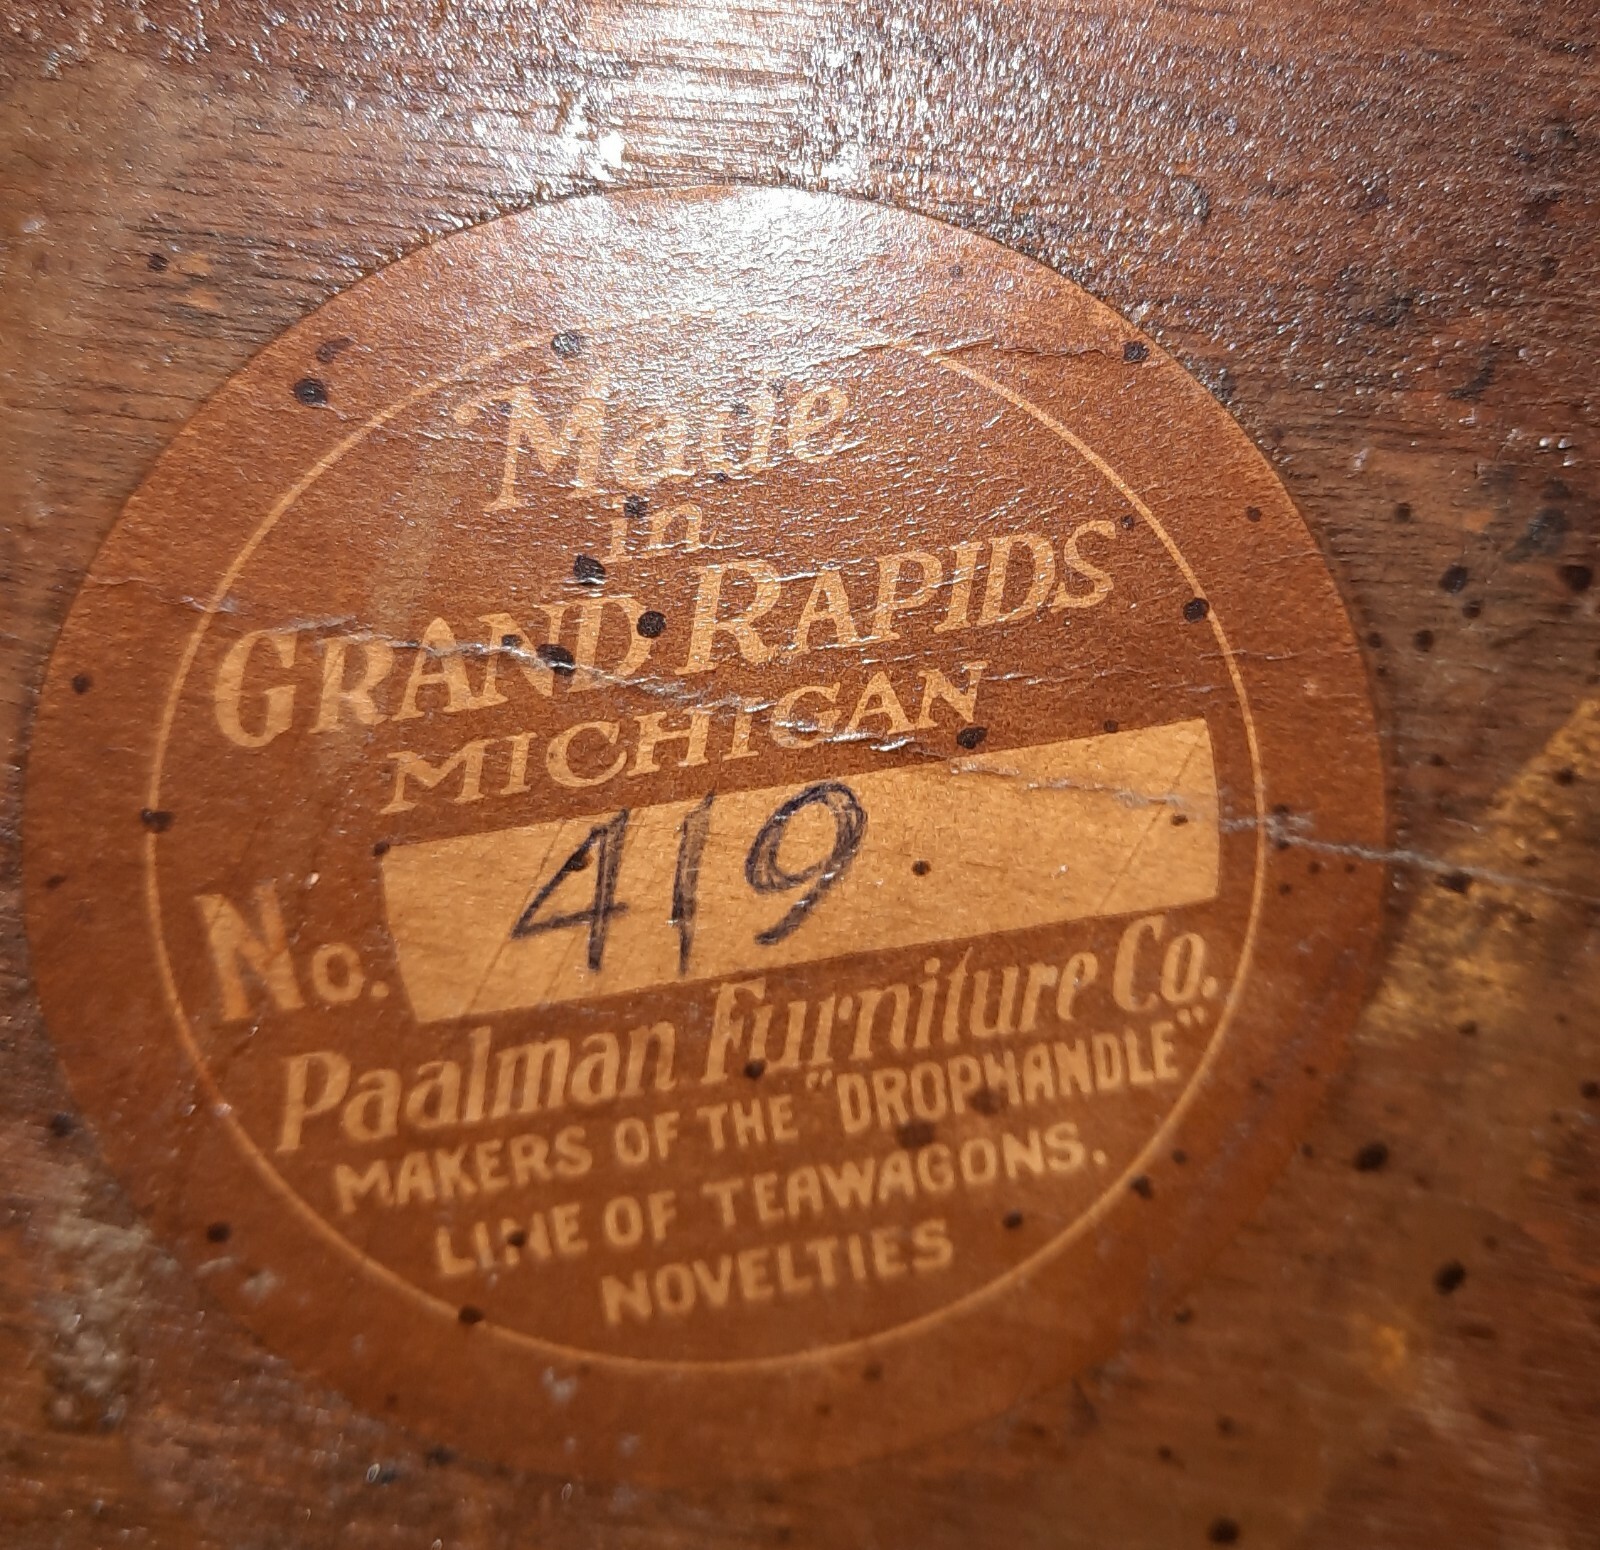 Made
in
GRAND RAPIDS
MICHIGAN
No. 419
Paalman Furniture Co.
MAKERS OF THE "DROPHANDLE"
LINE OF TEAWAGONS.
NOVELTIES